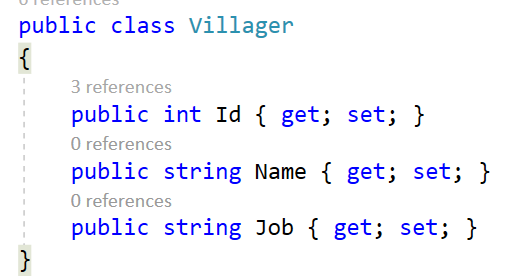 0 references
public class Villager
{
3 references
public int Id { get; set; }
0 references
public string Name { get; set; }
0 references
public string Job { get; set; }
}